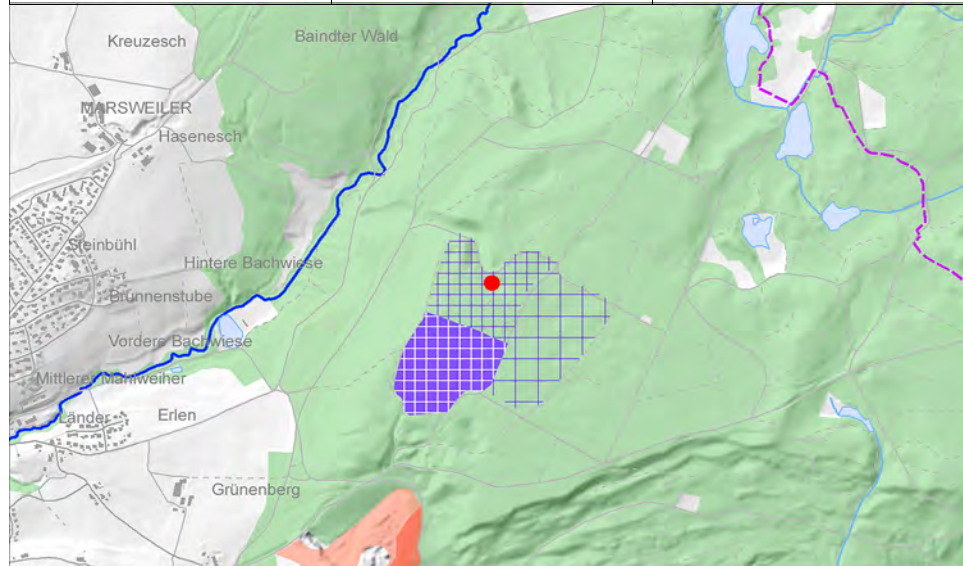 Kreuzesch
Baindter Wald
MARSWEILER
Hasenesch
Steinbühl
Hintere Bachwiese
Brunnenstube
Vordere Bachwiese
Mittlerer Mahlweiher
Länder
Erlen
Grünenberg